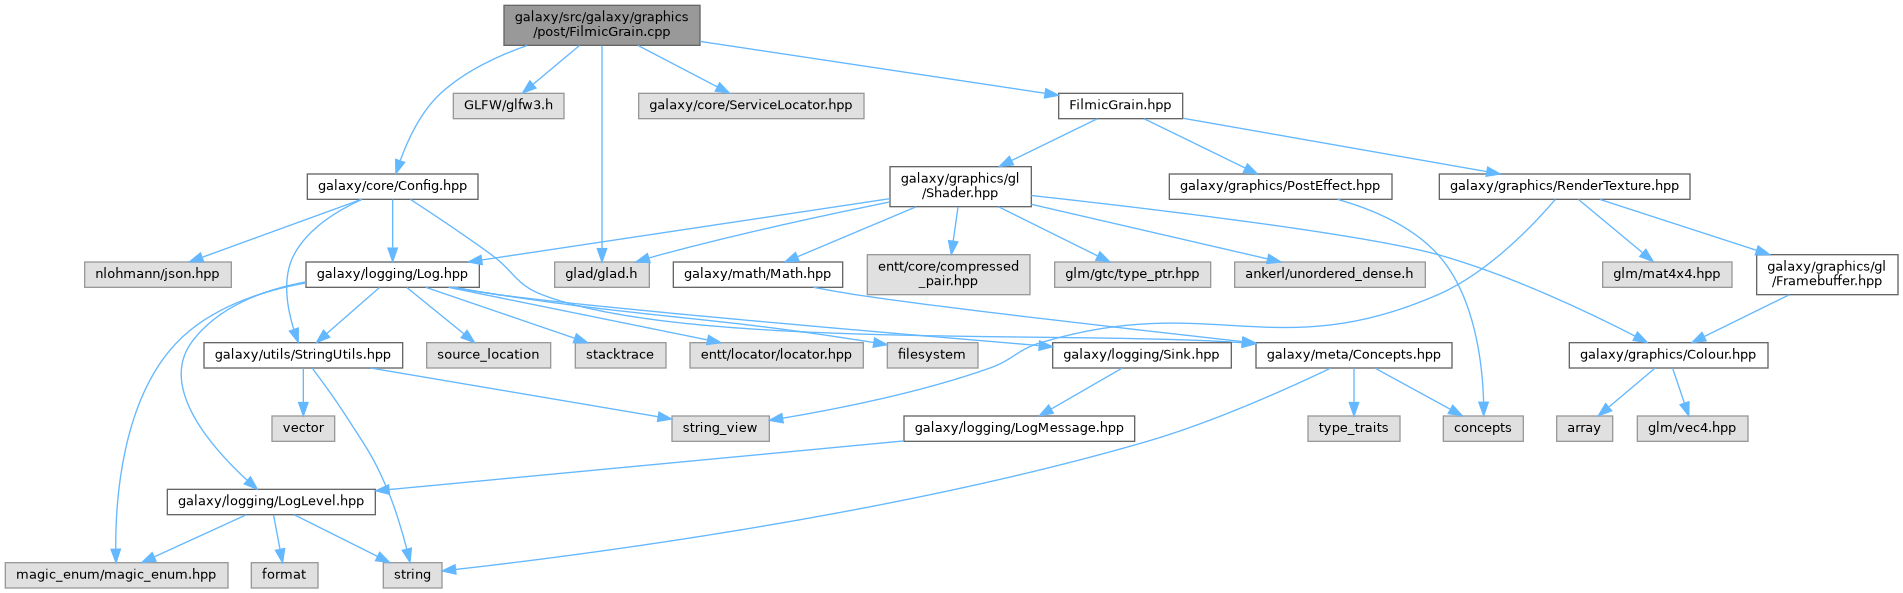 galaxy/src/galaxy/graphics
/post/FilmicGrain.cpp
GLFW/glfw3.h
galaxy/core/ServiceLocator.hpp
FilmicGrain.hpp
galaxy/core/Config.hpp
galaxy/graphics/gl
/Shader.hpp
galaxy/graphics/PostEffect.hpp
galaxy/graphics/RenderTexture.hpp
nlohmann/json.hpp
galaxy/logging/Log.hpp
glad/glad.h
galaxy/math/Math.hpp
entt/core/compressed
_pair.hpp
glm/gtc/type_ptr.hpp
ankerl/unordered_dense.h
glm/mat4x4.hpp
galaxy/graphics/gl
/Framebuffer.hpp
galaxy/utils/StringUtils.hpp
source_location
stacktrace
entt/locator/locator.hpp
filesystem
galaxy/logging/Sink.hpp
galaxy/meta/Concepts.hpp
galaxy/graphics/Colour.hpp
vector
string_view
galaxy/logging/LogMessage.hpp
type_traits
concepts
array
glm/vec4.hpp
galaxy/logging/LogLevel.hpp
magic_enum/magic_enum.hpp
format
string